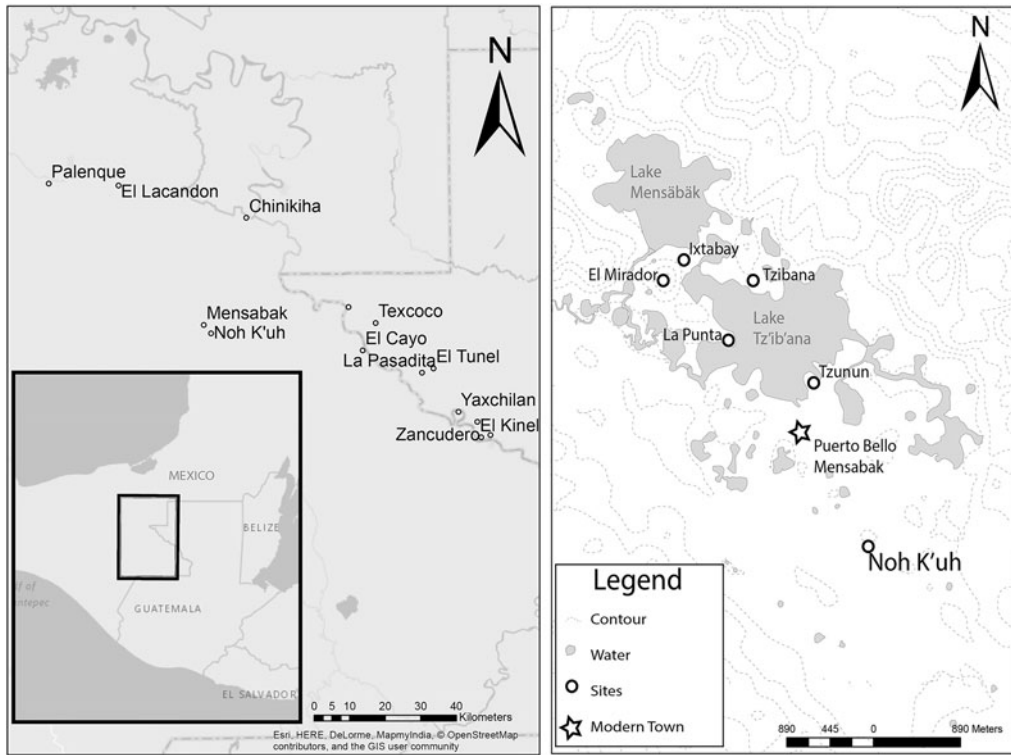 N
Palenque
El Lacandon
Chinikiha
Mensabak
Noh K'uh
Texcoco
El Cayo
La Pasadita
El Tunel
Yaxchilan
El Kinel
Zancudero
MEXICO
BELIZE
GUATEMALA
EL SALVADOR
0 5 10 20 30 40
Kilometers
Esri, HERE, DeLorme, MapmyIndia, © OpenStreetMap
contributors, and the GIS user community
N
Lake
Mensäbäk
Ixtabay
El Mirador
Tzibana
La Punta
Lake
Tz'ib'ana
Tzunun
Puerto Bello
Mensabak
Noh K'uh
Legend
Contour
Water
Sites
Modern Town
890 445 0 890 Meters